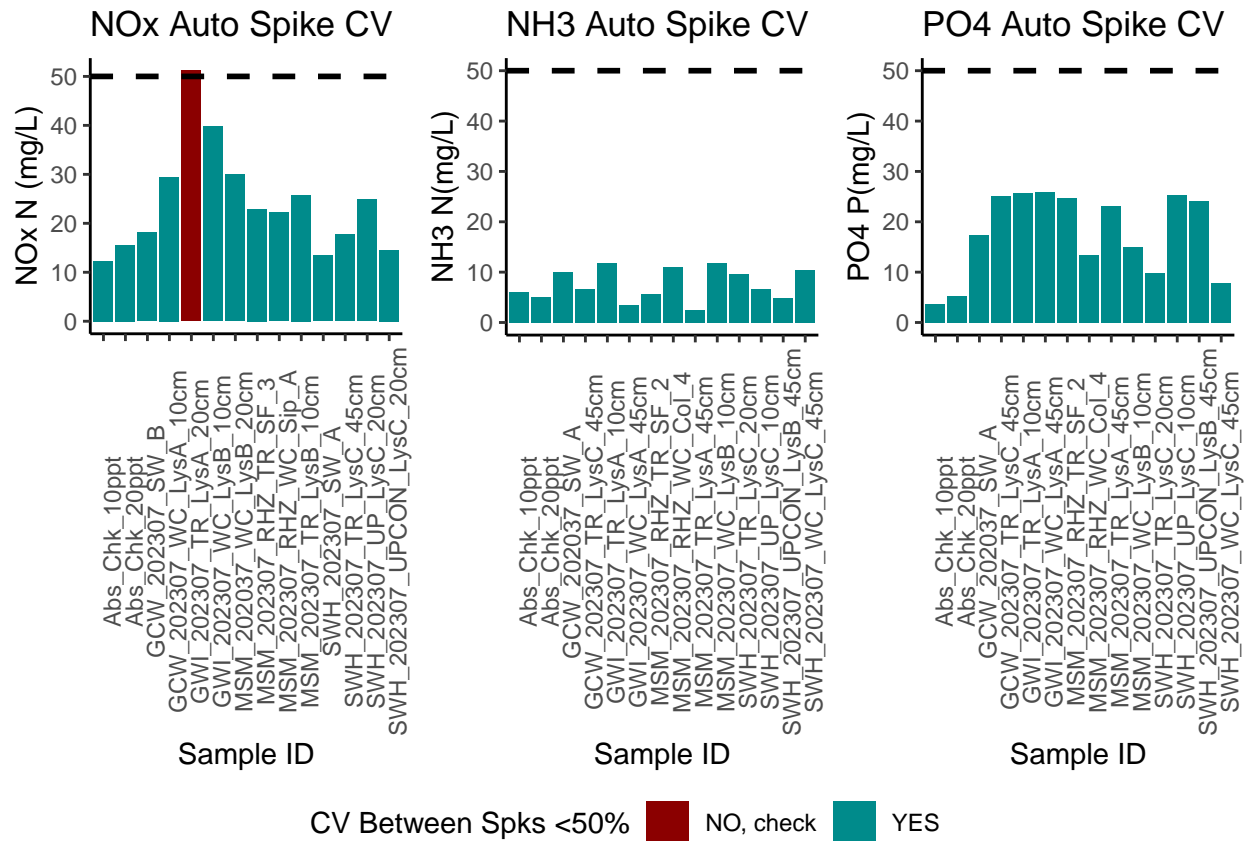 NOx Auto Spike CV
NOx N (mg/L)
50
40
30
20
10
0
Abs_Chk_10ppt
Abs_Chk_20ppt
GCW_202307_SW_B
GCW_202307_WC_LysA_10cm
GWI_202307_TR_LysA_20cm
GWI_202307_WC_LysB_10cm
MSM_202037_WC_LysB_20cm
MSM_202307_RHZ_TR_SF_3
MSM_202307_RHZ_WC_Sip_A
MSM_202307_TR_LysB_10cm
SWH_202307_SW_A
SWH_202307_TR_LysC_45cm
SWH_202307_UP_LysC_20cm
SWH_202307_UPCON_LysC_20cm
Sample ID
NH3 Auto Spike CV
NH3 N(mg/L)
50
40
30
20
10
0
Abs_Chk_10ppt
Abs_Chk_20ppt
GCW_202037_SW_A
GCW_202307_TR_LysC_45cm
GWI_202307_TR_LysA_10cm
GWI_202307_WC_LysA_45cm
MSM_202307_RHZ_TR_SF_2
MSM_202307_RHZ_WC_Col_4
MSM_202307_TR_LysA_45cm
MSM_202307_WC_LysB_10cm
SWH_202307_TR_LysC_20cm
SWH_202307_UP_LysC_10cm
SWH_202307_UPCON_LysB_45cm
SWH_202307_WC_LysC_45cm
Sample ID
PO4 Auto Spike CV
PO4 P(mg/L)
50
40
30
20
10
0
Abs_Chk_10ppt
Abs_Chk_20ppt
GCW_202037_SW_A
GCW_202307_TR_LysC_45cm
GWI_202307_TR_LysA_10cm
GWI_202307_WC_LysA_45cm
MSM_202307_RHZ_TR_SF_2
MSM_202307_RHZ_WC_Col_4
MSM_202307_TR_LysA_45cm
MSM_202307_WC_LysB_10cm
SWH_202307_TR_LysC_20cm
SWH_202307_UP_LysC_10cm
SWH_202307_UPCON_LysB_45cm
SWH_202307_WC_LysC_45cm
Sample ID
CV Between Spks <50% NO, check YES